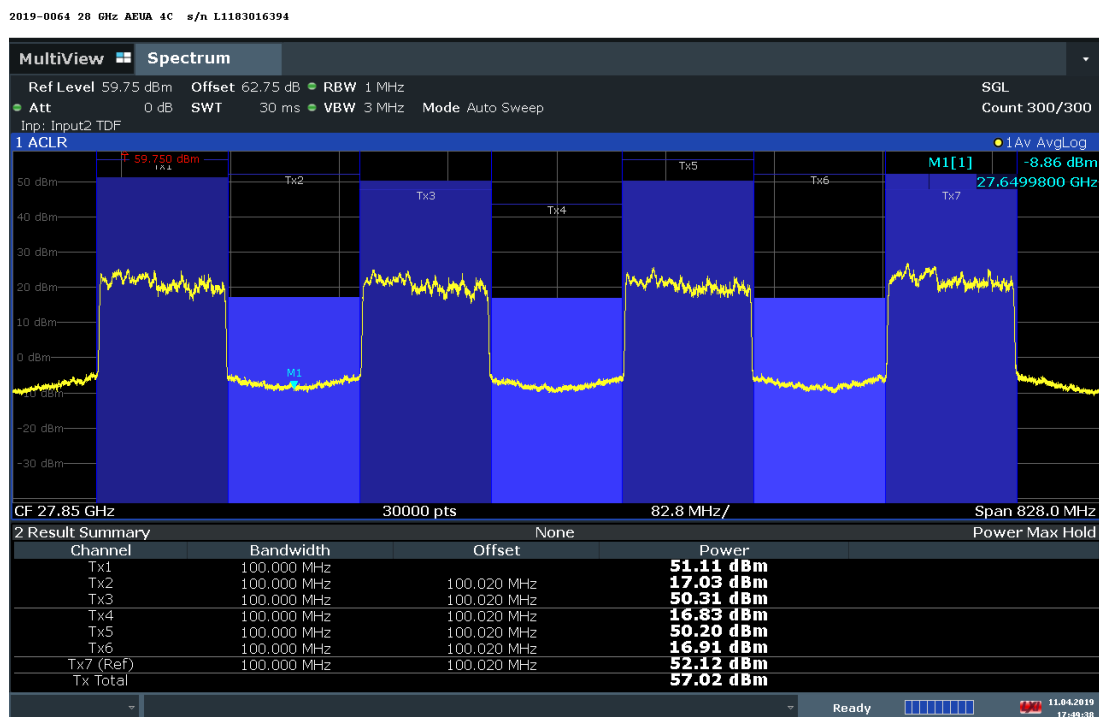 2019-0064 28 GHz AEUA 4C s/n L1183016394
MultiView Spectrum
Ref Level 59.75 dBm Offset 62.75 dB RBW 1 MHz SGL
Att 0 dB SWT 30 ms VBW 3 MHz Mode Auto Sweep Count 300/300
Inp: Input2 TDF
1 ACLR 1Av AvgLog
59.750 dBm M1[1] -8.86 dBm
27.6499800 GHz
Tx1 Tx2 Tx3 Tx4 Tx5 Tx6 Tx7
50 dBm
40 dBm
30 dBm
20 dBm
10 dBm
0 dBm
M1
-10 dBm
-20 dBm
-30 dBm
CF 27.85 GHz 30000 pts 82.8 MHz/ Span 828.0 MHz
2 Result Summary None Power Max Hold
Channel Bandwidth Offset Power
Tx1 100.000 MHz 51.11 dBm
Tx2 100.000 MHz 100.020 MHz 17.03 dBm
Tx3 100.000 MHz 100.020 MHz 50.31 dBm
Tx4 100.000 MHz 100.020 MHz 16.83 dBm
Tx5 100.000 MHz 100.020 MHz 50.20 dBm
Tx6 100.000 MHz 100.020 MHz 16.91 dBm
Tx7 (Ref) 100.000 MHz 100.020 MHz 52.12 dBm
Tx Total 57.02 dBm
Ready 11.04.2019
17:49:38